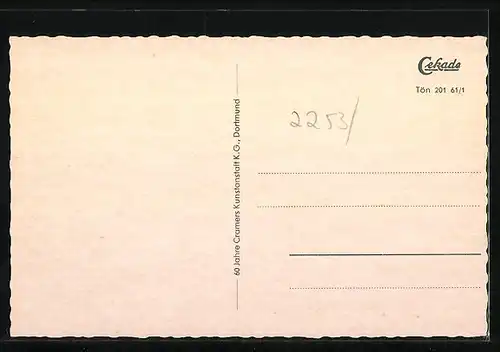 Cekade
Tön 201 61/1
2253/
60 Jahre Cramers Kunstanstalt K.G., Dortmund